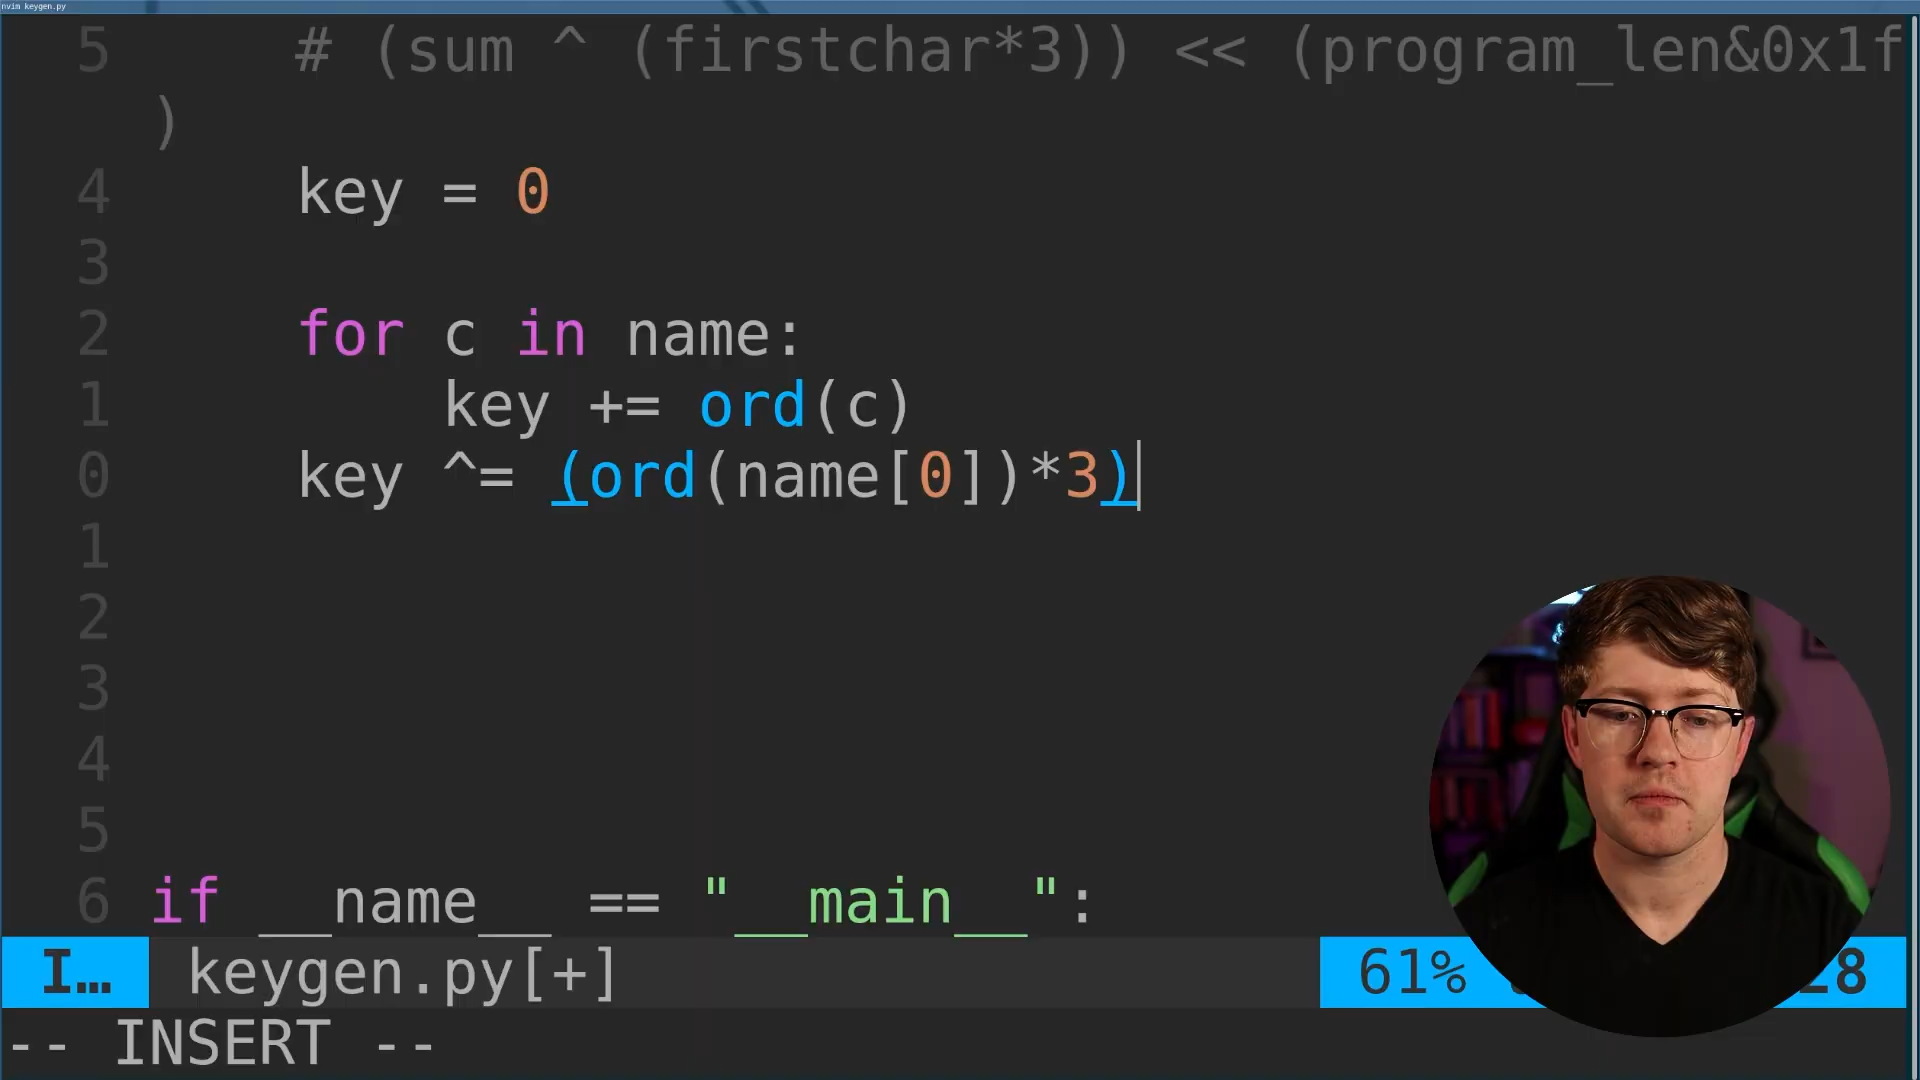 nvim keygen.py
5 # (sum ^ (firstchar*3)) << (program_len&0x1f
)
4 key = 0
3
2 for c in name:
1 key += ord(c)
0 key ^= (ord(name[0])*3)
1
2
3
4
5
6 if __name__ == "__main__":
I… keygen.py[+] 61% 28
-- INSERT --